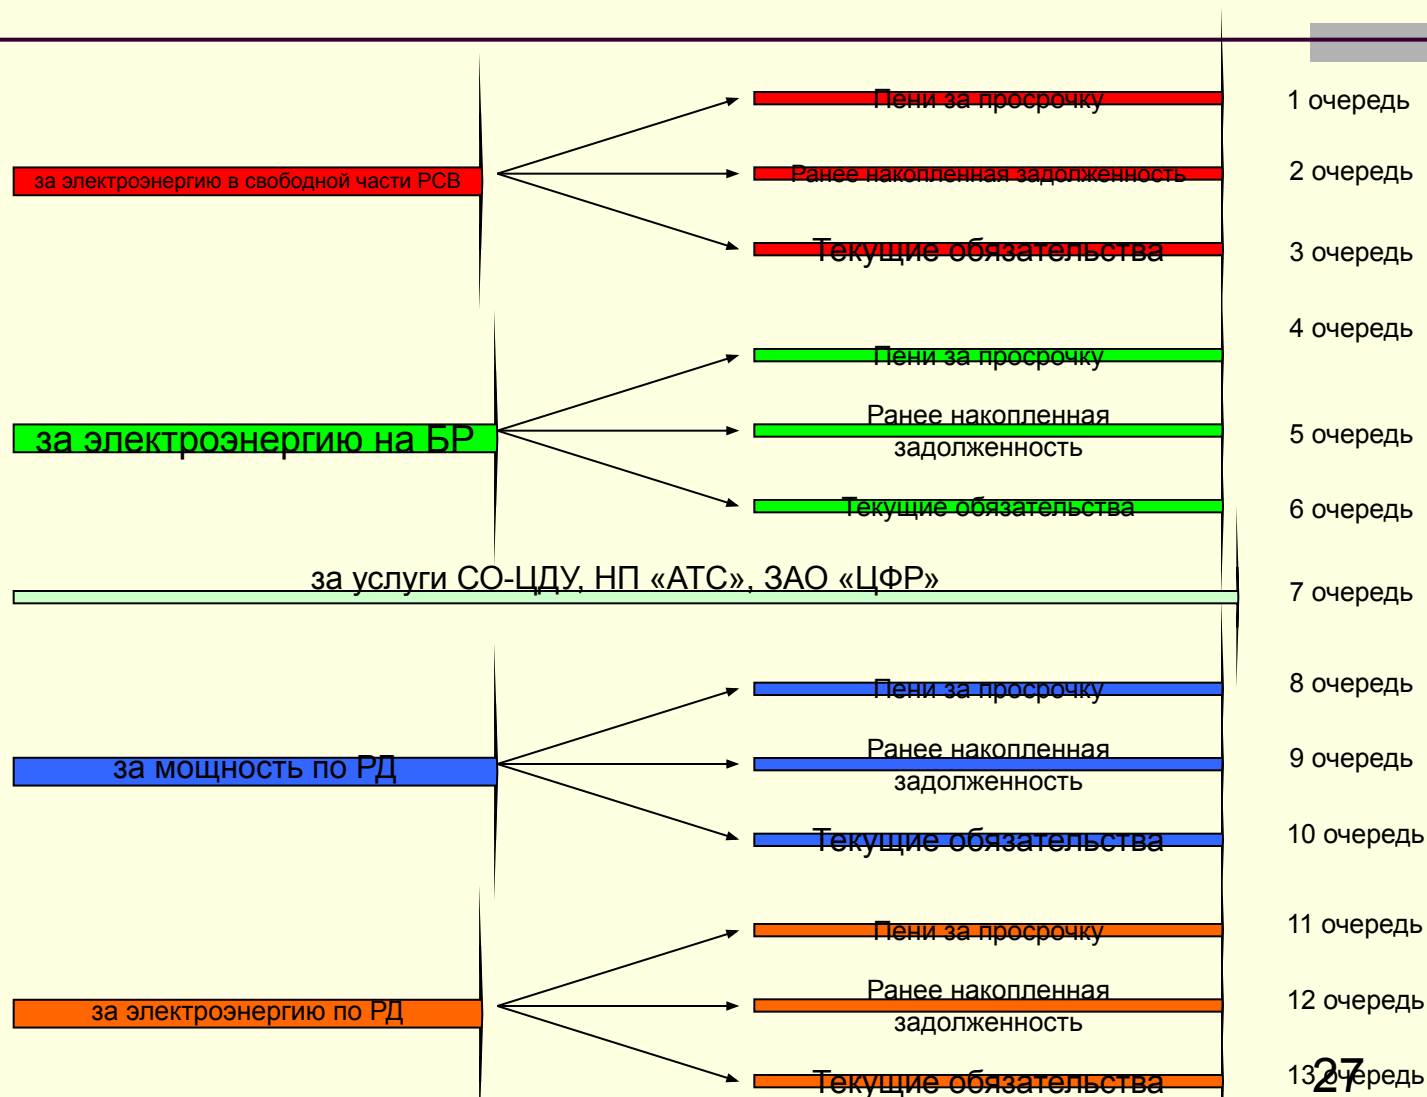 Пени за просрочку
1 очередь
за электроэнергию в свободной части РСВ
Ранее накопленная задолженность
2 очередь
Текущие обязательства
3 очередь
4 очередь
Пени за просрочку
за электроэнергию на БР
Ранее накопленная
задолженность
5 очередь
Текущие обязательства
6 очередь
за услуги СО-ЦДУ, НП «АТС», ЗАО «ЦФР»
7 очередь
Пени за просрочку
8 очередь
за мощность по РД
Ранее накопленная
задолженность
9 очередь
Текущие обязательства
10 очередь
Пени за просрочку
11 очередь
за электроэнергию по РД
Ранее накопленная
задолженность
12 очередь
Текущие обязательства
13 очередь
27